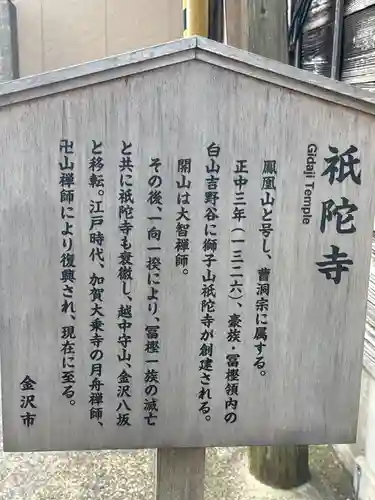 祇陀寺
Gidaji Temple
鳳凰山と号し、曹洞宗に属する。
正中三年(一三二六)、豪族・冨樫領内の
白山吉野谷に獅子山祇陀寺が創建される。
開山は大智禅師。
その後、一向一揆により、冨樫一族の滅亡
と共に祇陀寺も衰微し、越中守山、金沢八坂
と移転。江戸時代、加賀大乗寺の月舟禅師、
卍山禅師により復興され、現在に至る。
金沢市